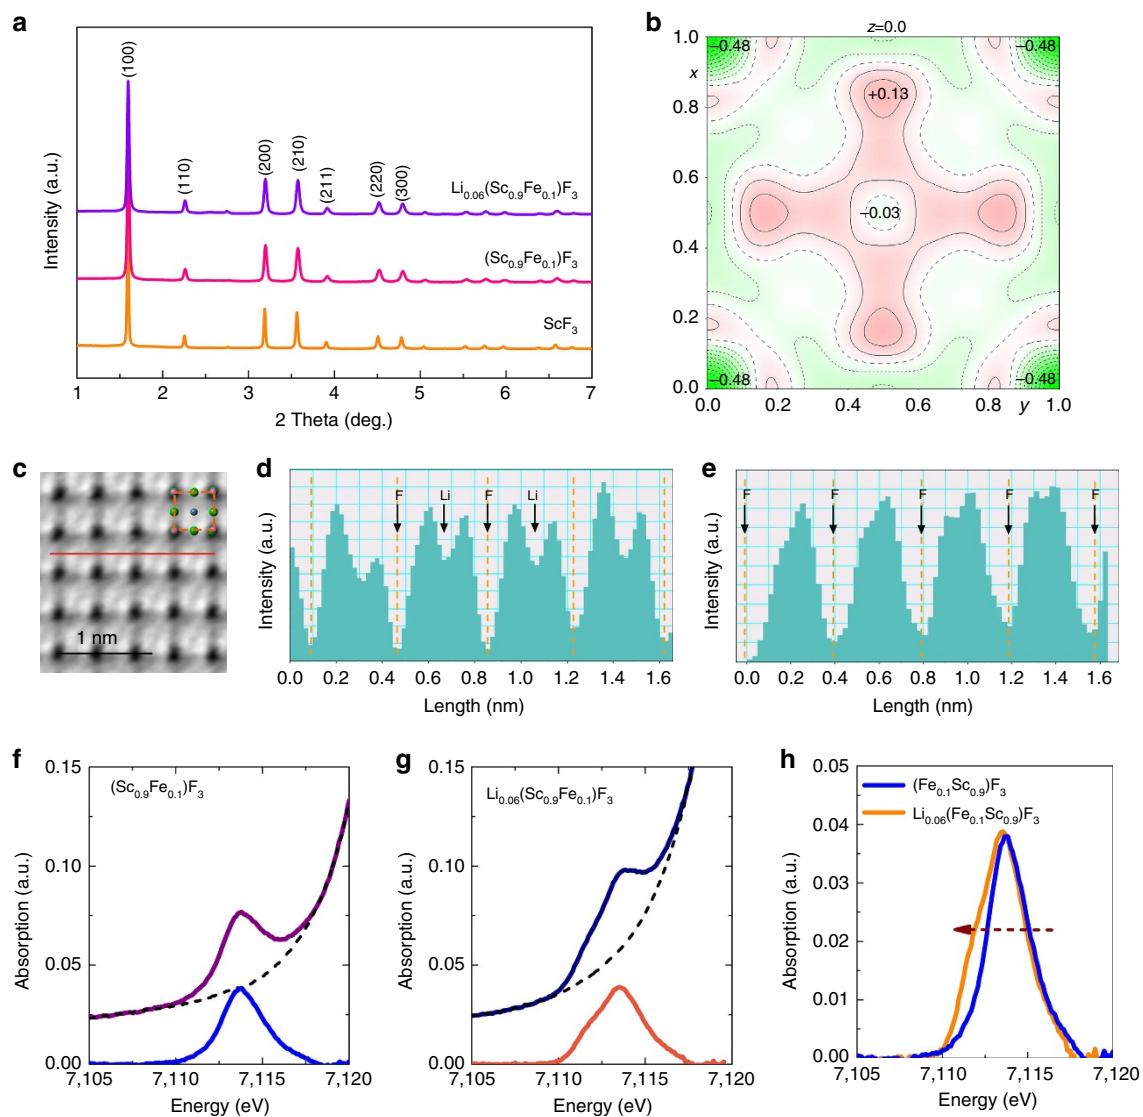 a
(100)
(110)
(200)
(210)
(211)
(220)
(300)
Li0.06(Sc0.9Fe0.1)F3
(Sc0.9Fe0.1)F3
ScF3
Intensity (a.u.)
1 2 3 4 5 6 7
2 Theta (deg.)
b
z=0.0
1.0
x
0.8
0.6
0.4
0.2
0.0
−0.48
−0.48
+0.13
−0.03
−0.48
−0.48
0.0 0.2 0.4 0.6 0.8 y 1.0
c
1 nm
d
F Li F Li
Intensity (a.u.)
0.0 0.2 0.4 0.6 0.8 1.0 1.2 1.4 1.6
Length (nm)
e
F F F F F
Intensity (a.u.)
0.0 0.2 0.4 0.6 0.8 1.0 1.2 1.4 1.6
Length (nm)
f
(Sc0.9Fe0.1)F3
0.15
0.10
0.05
0.00
Absorption (a.u.)
7,105 7,110 7,115 7,120
Energy (eV)
g
Li0.06(Sc0.9Fe0.1)F3
0.15
0.10
0.05
0.00
Absorption (a.u.)
7,105 7,110 7,115 7,120
Energy (eV)
h
(Fe0.1Sc0.9)F3
Li0.06(Fe0.1Sc0.9)F3
0.05
0.04
0.03
0.02
0.01
0.00
Absorption (a.u.)
7,105 7,110 7,115 7,120
Energy (eV)